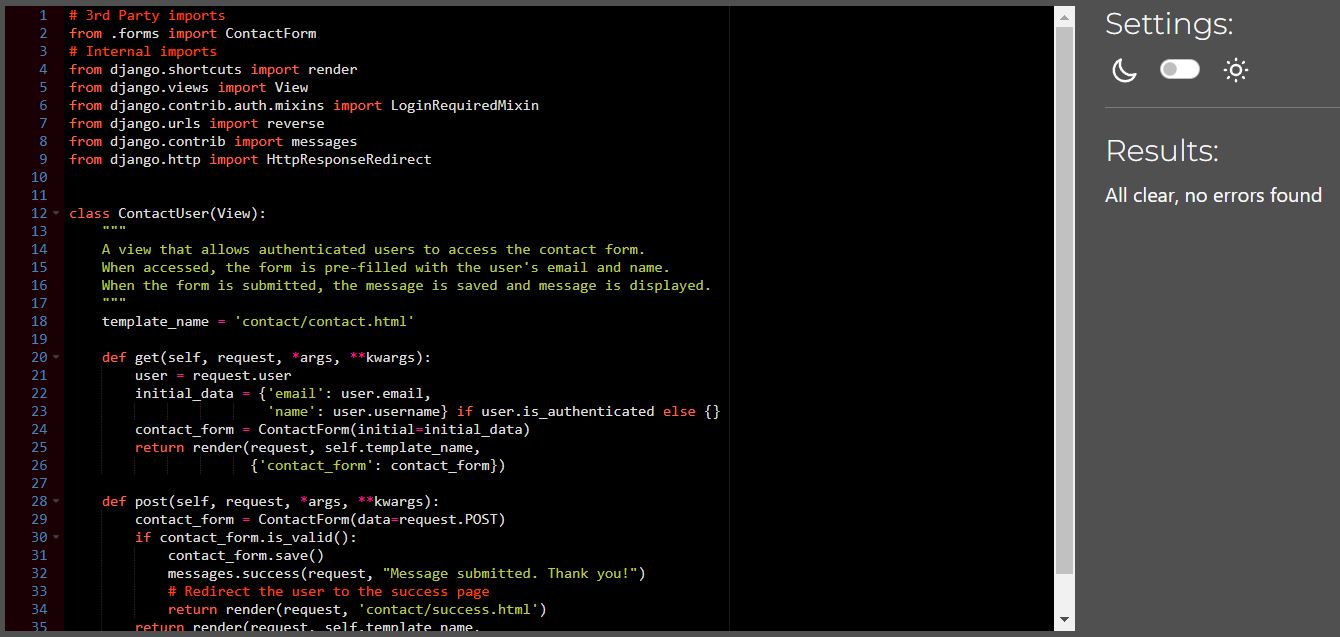 1 # 3rd Party imports
2 from .forms import ContactForm
3 # Internal imports
4 from django.shortcuts import render
5 from django.views import View
6 from django.contrib.auth.mixins import LoginRequiredMixin
7 from django.urls import reverse
8 from django.contrib import messages
9 from django.http import HttpResponseRedirect
10
11
12 class ContactUser(View):
13     """
14     A view that allows authenticated users to access the contact form.
15     When accessed, the form is pre-filled with the user's email and name.
16     When the form is submitted, the message is saved and message is displayed.
17     """
18     template_name = 'contact/contact.html'
19
20     def get(self, request, *args, **kwargs):
21         user = request.user
22         initial_data = {'email': user.email,
23                         'name': user.username} if user.is_authenticated else {}
24         contact_form = ContactForm(initial=initial_data)
25         return render(request, self.template_name,
26                       {'contact_form': contact_form})
27
28     def post(self, request, *args, **kwargs):
29         contact_form = ContactForm(data=request.POST)
30         if contact_form.is_valid():
31             contact_form.save()
32             messages.success(request, "Message submitted. Thank you!")
33             # Redirect the user to the success page
34             return render(request, 'contact/success.html')
35         return render(request, self.template_name,
Settings:
Results:
All clear, no errors found